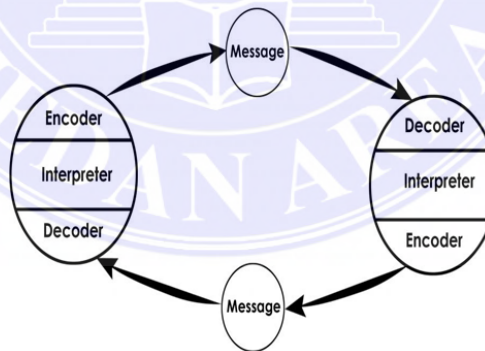 Message
Encoder
Interpreter
Decoder
Decoder
Interpreter
Encoder
Message